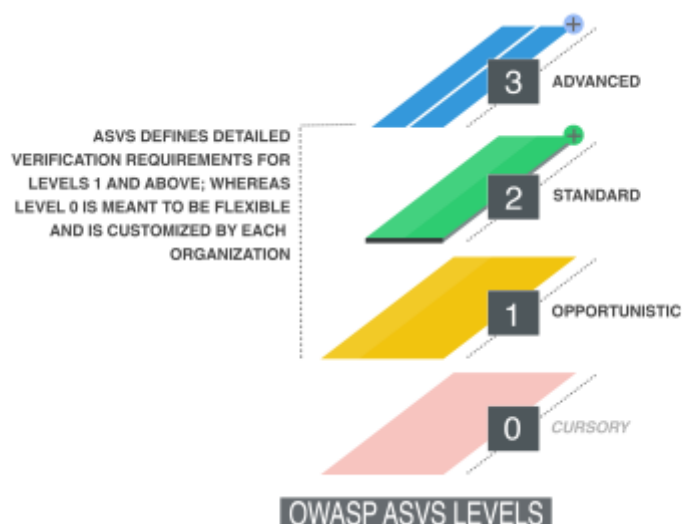 3 ADVANCED
ASVS DEFINES DETAILED
VERIFICATION REQUIREMENTS FOR
LEVELS 1 AND ABOVE; WHEREAS
LEVEL 0 IS MEANT TO BE FLEXIBLE
AND IS CUSTOMIZED BY EACH
ORGANIZATION
2 STANDARD
1 OPPORTUNISTIC
0 CURSORY
OWASP ASVS LEVELS